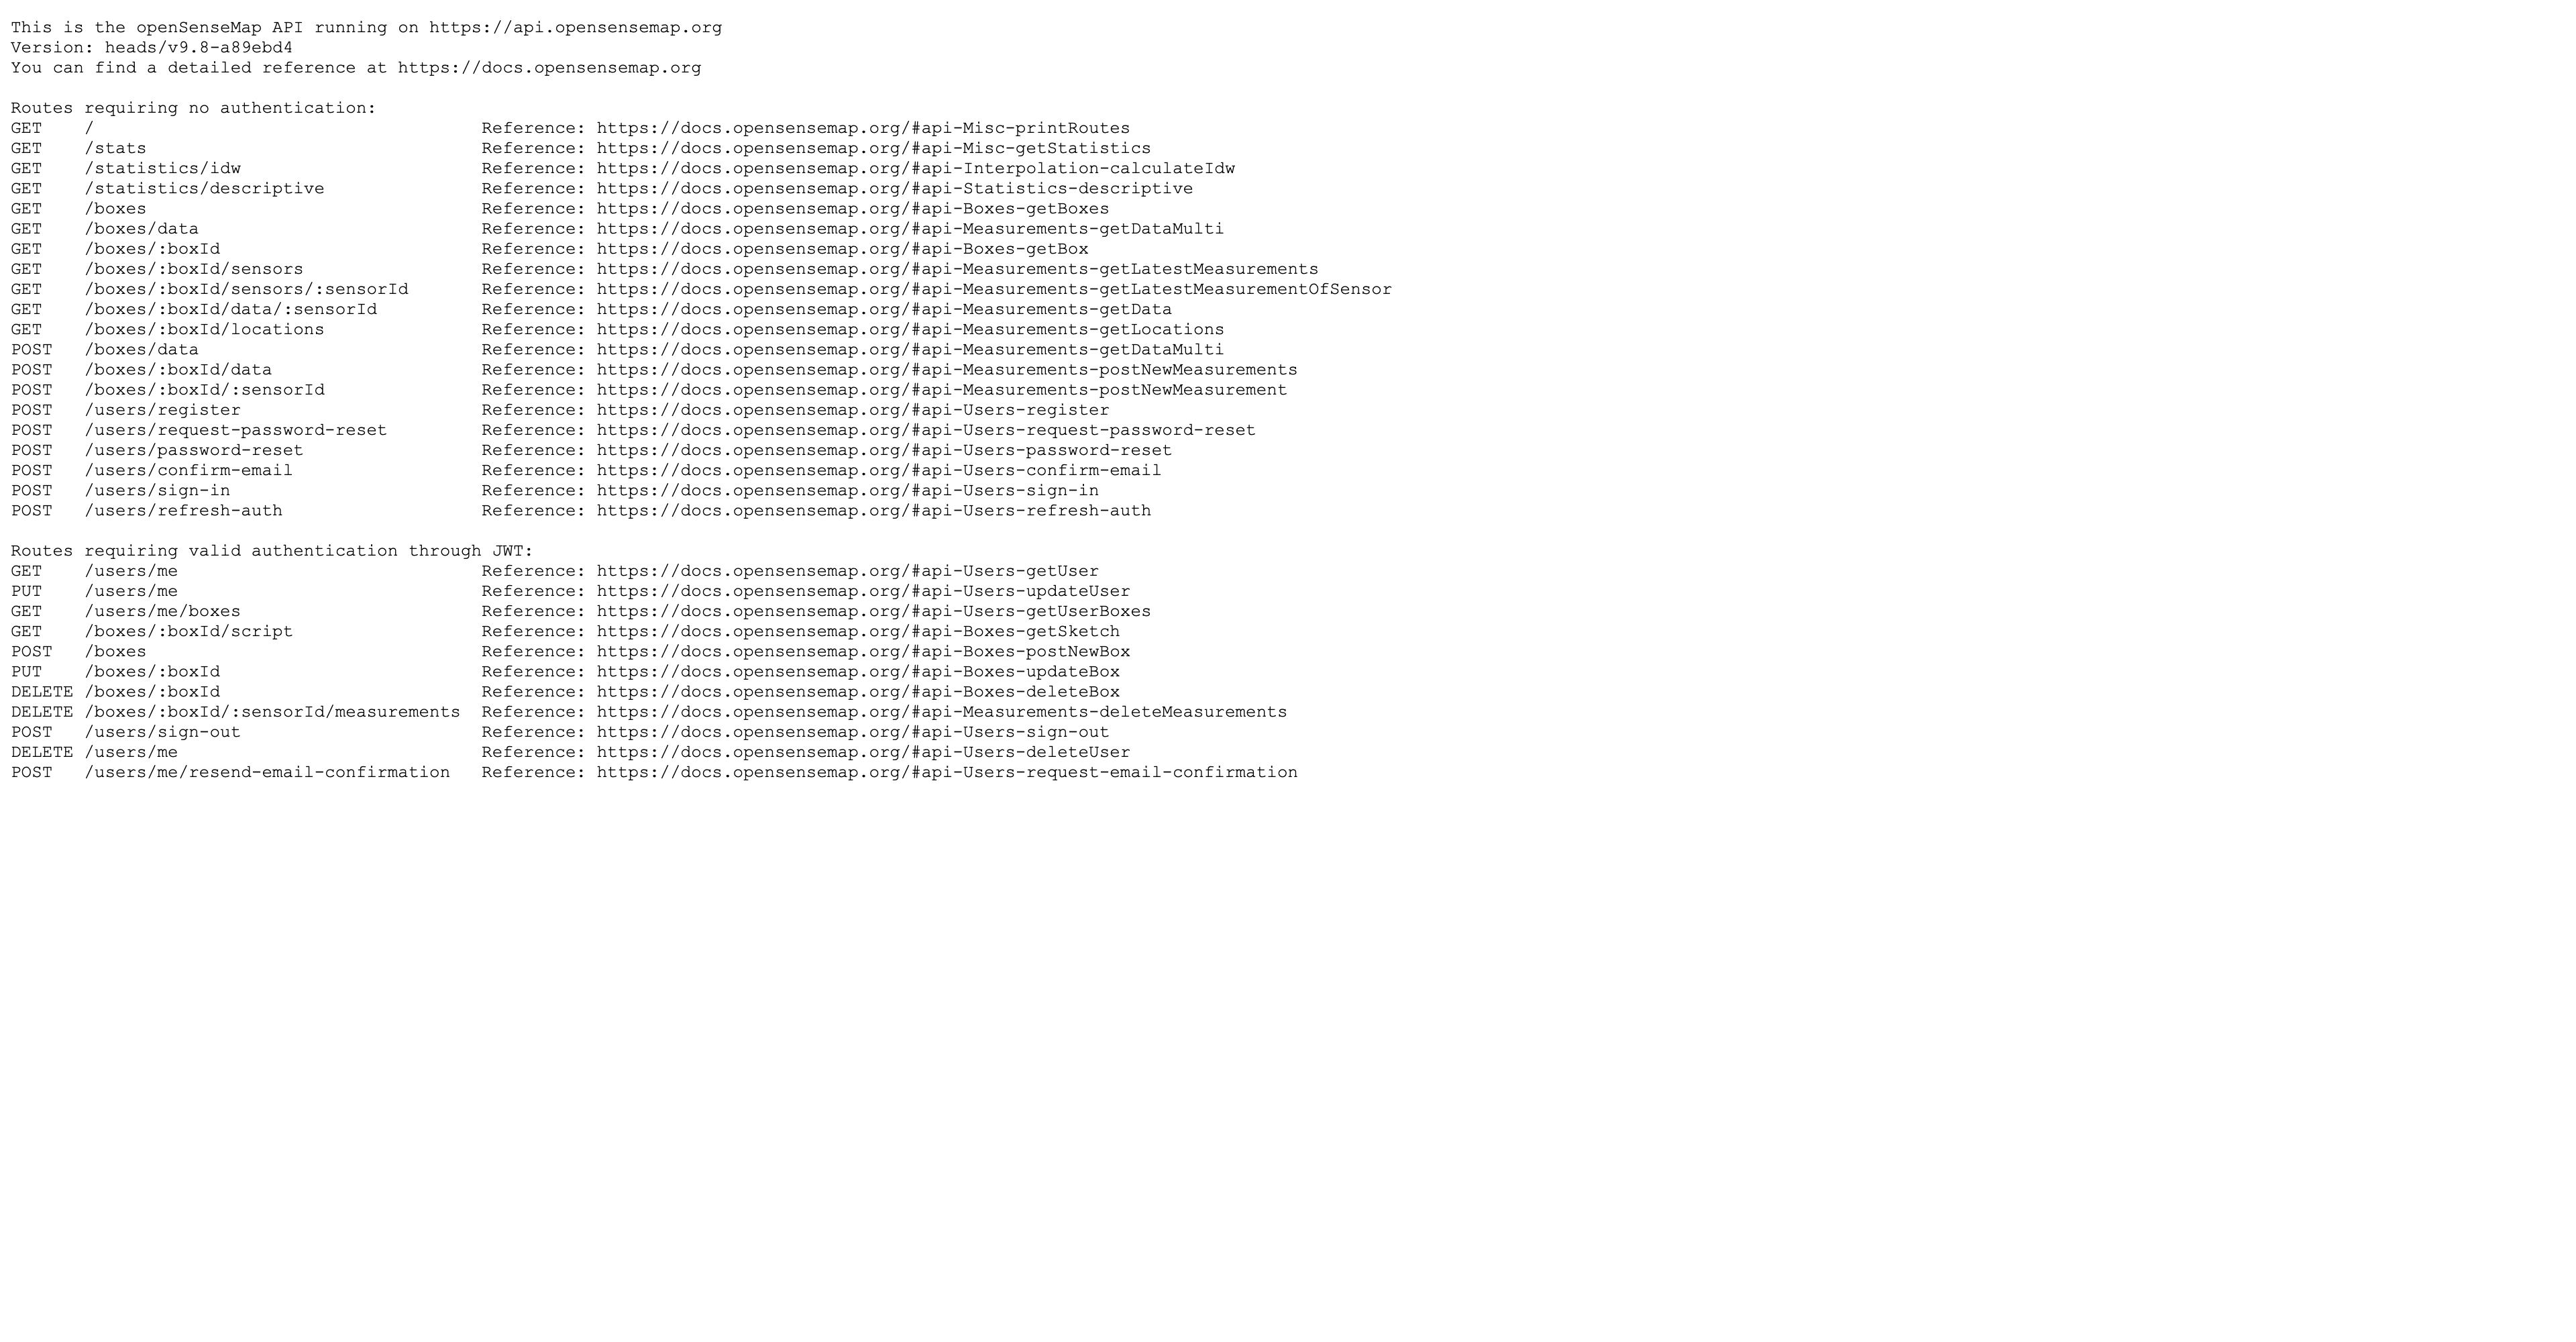 This is the openSenseMap API running on https://api.opensensemap.org
Version: heads/v9.8-a89ebd4
You can find a detailed reference at https://docs.opensensemap.org

Routes requiring no authentication:
GET    /                                     Reference: https://docs.opensensemap.org/#api-Misc-printRoutes
GET    /stats                                Reference: https://docs.opensensemap.org/#api-Misc-getStatistics
GET    /statistics/idw                       Reference: https://docs.opensensemap.org/#api-Interpolation-calculateIdw
GET    /statistics/descriptive               Reference: https://docs.opensensemap.org/#api-Statistics-descriptive
GET    /boxes                                Reference: https://docs.opensensemap.org/#api-Boxes-getBoxes
GET    /boxes/data                           Reference: https://docs.opensensemap.org/#api-Measurements-getDataMulti
GET    /boxes/:boxId                         Reference: https://docs.opensensemap.org/#api-Boxes-getBox
GET    /boxes/:boxId/sensors                 Reference: https://docs.opensensemap.org/#api-Measurements-getLatestMeasurements
GET    /boxes/:boxId/sensors/:sensorId       Reference: https://docs.opensensemap.org/#api-Measurements-getLatestMeasurementOfSensor
GET    /boxes/:boxId/data/:sensorId          Reference: https://docs.opensensemap.org/#api-Measurements-getData
GET    /boxes/:boxId/locations               Reference: https://docs.opensensemap.org/#api-Measurements-getLocations
POST   /boxes/data                           Reference: https://docs.opensensemap.org/#api-Measurements-getDataMulti
POST   /boxes/:boxId/data                    Reference: https://docs.opensensemap.org/#api-Measurements-postNewMeasurements
POST   /boxes/:boxId/:sensorId               Reference: https://docs.opensensemap.org/#api-Measurements-postNewMeasurement
POST   /users/register                       Reference: https://docs.opensensemap.org/#api-Users-register
POST   /users/request-password-reset         Reference: https://docs.opensensemap.org/#api-Users-request-password-reset
POST   /users/password-reset                 Reference: https://docs.opensensemap.org/#api-Users-password-reset
POST   /users/confirm-email                  Reference: https://docs.opensensemap.org/#api-Users-confirm-email
POST   /users/sign-in                        Reference: https://docs.opensensemap.org/#api-Users-sign-in
POST   /users/refresh-auth                   Reference: https://docs.opensensemap.org/#api-Users-refresh-auth

Routes requiring valid authentication through JWT:
GET    /users/me                             Reference: https://docs.opensensemap.org/#api-Users-getUser
PUT    /users/me                             Reference: https://docs.opensensemap.org/#api-Users-updateUser
GET    /users/me/boxes                       Reference: https://docs.opensensemap.org/#api-Users-getUserBoxes
GET    /boxes/:boxId/script                  Reference: https://docs.opensensemap.org/#api-Boxes-getSketch
POST   /boxes                                Reference: https://docs.opensensemap.org/#api-Boxes-postNewBox
PUT    /boxes/:boxId                         Reference: https://docs.opensensemap.org/#api-Boxes-updateBox
DELETE /boxes/:boxId                         Reference: https://docs.opensensemap.org/#api-Boxes-deleteBox
DELETE /boxes/:boxId/:sensorId/measurements  Reference: https://docs.opensensemap.org/#api-Measurements-deleteMeasurements
POST   /users/sign-out                       Reference: https://docs.opensensemap.org/#api-Users-sign-out
DELETE /users/me                             Reference: https://docs.opensensemap.org/#api-Users-deleteUser
POST   /users/me/resend-email-confirmation   Reference: https://docs.opensensemap.org/#api-Users-request-email-confirmation